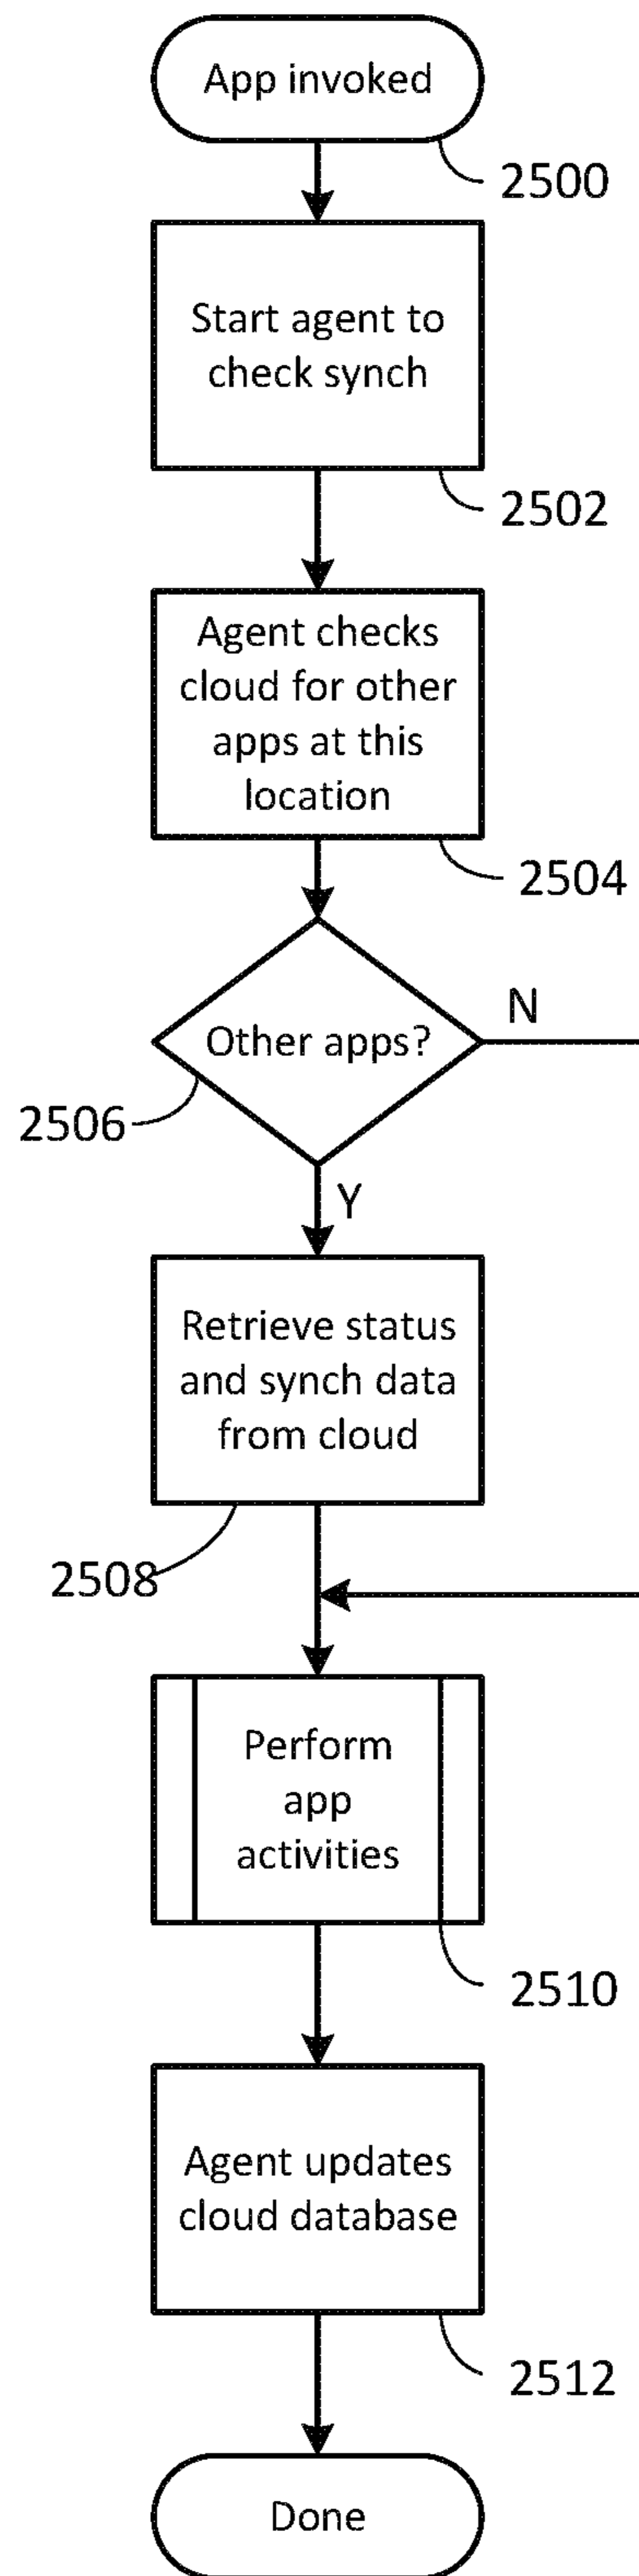 App invoked
2500
Start agent to
check synch
2502
Agent checks
cloud for other
apps at this
location
2504
N
Other apps?
2506
Y
Retrieve status
and synch data
from cloud
2508
Perform
app
activities
2510
Agent updates
cloud database
2512
Done